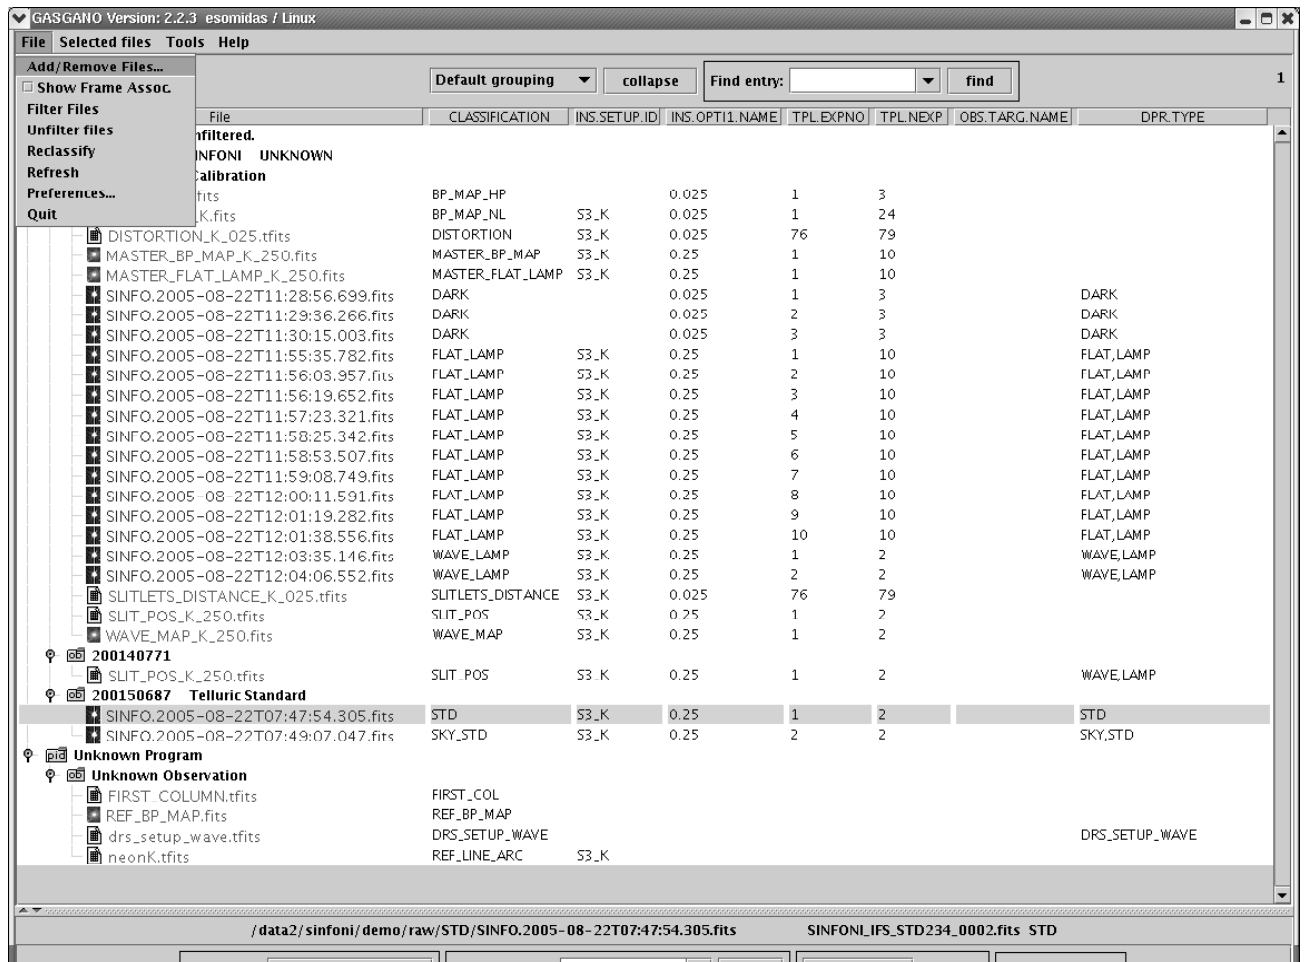 GASGANO Version: 2.2.3 esomidas / Linux
File Selected files Tools Help
Add/Remove Files...
Show Frame Assoc.
Filter Files
Unfilter files
Reclassify
Refresh
Preferences...
Quit
Default grouping collapse Find entry: find 1
File CLASSIFICATION INS.SETUP.ID INS.OPTI1.NAME TPL.EXPNO TPL.NEXP OBS.TARG.NAME DPR.TYPE
nfiltered.
INFONI UNKNOWN
Calibration
fits BP_MAP_HP 0.025 1 3
K.fits BP_MAP_NL S3_K 0.025 1 24
DISTORTION_K_025.tfits DISTORTION S3_K 0.025 76 79
MASTER_BP_MAP_K_250.fits MASTER_BP_MAP S3_K 0.25 1 10
MASTER_FLAT_LAMP_K_250.fits MASTER_FLAT_LAMP S3_K 0.25 1 10
SINFO.2005-08-22T11:28:56.699.fits DARK 0.025 1 3 DARK
SINFO.2005-08-22T11:29:36.266.fits DARK 0.025 2 3 DARK
SINFO.2005-08-22T11:30:15.003.fits DARK 0.025 3 3 DARK
SINFO.2005-08-22T11:55:35.782.fits FLAT_LAMP S3_K 0.25 1 10 FLAT,LAMP
SINFO.2005-08-22T11:56:03.957.fits FLAT_LAMP S3_K 0.25 2 10 FLAT,LAMP
SINFO.2005-08-22T11:56:19.652.fits FLAT_LAMP S3_K 0.25 3 10 FLAT,LAMP
SINFO.2005-08-22T11:57:23.321.fits FLAT_LAMP S3_K 0.25 4 10 FLAT,LAMP
SINFO.2005-08-22T11:58:25.342.fits FLAT_LAMP S3_K 0.25 5 10 FLAT,LAMP
SINFO.2005-08-22T11:58:53.507.fits FLAT_LAMP S3_K 0.25 6 10 FLAT,LAMP
SINFO.2005-08-22T11:59:08.749.fits FLAT_LAMP S3_K 0.25 7 10 FLAT,LAMP
SINFO.2005-08-22T12:00:11.591.fits FLAT_LAMP S3_K 0.25 8 10 FLAT,LAMP
SINFO.2005-08-22T12:01:19.282.fits FLAT_LAMP S3_K 0.25 9 10 FLAT,LAMP
SINFO.2005-08-22T12:01:38.556.fits FLAT_LAMP S3_K 0.25 10 10 FLAT,LAMP
SINFO.2005-08-22T12:03:35.146.fits WAVE_LAMP S3_K 0.25 1 2 WAVE,LAMP
SINFO.2005-08-22T12:04:06.552.fits WAVE_LAMP S3_K 0.25 2 2 WAVE,LAMP
SLITLETS_DISTANCE_K_025.tfits SLITLETS_DISTANCE S3_K 0.025 76 79
SLIT_POS_K_250.tfits SLIT_POS S3_K 0.25 1 2
WAVE_MAP_K_250.fits WAVE_MAP S3_K 0.25 1 2
ob 200140771
SLIT_POS_K_250.tfits SLIT_POS S3_K 0.25 1 2 WAVE,LAMP
ob 200150687 Telluric Standard
SINFO.2005-08-22T07:47:54.305.fits STD S3_K 0.25 1 2 STD
SINFO.2005-08-22T07:49:07.047.fits SKY_STD S3_K 0.25 2 2 SKY,STD
pid Unknown Program
ob Unknown Observation
FIRST_COLUMN.tfits FIRST_COL
REF_BP_MAP.fits REF_BP_MAP
drs_setup_wave.tfits DRS_SETUP_WAVE DRS_SETUP_WAVE
neonK.tfits REF_LINE_ARC S3_K
/data2/sinfoni/demo/raw/STD/SINFO.2005-08-22T07:47:54.305.fits SINFONI_IFS_STD234_0002.fits STD